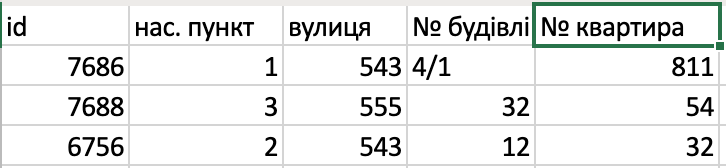 id нас. пункт вулиця № будівлі № квартира
7686 1 543 4/1 811
7688 3 555 32 54
6756 2 543 12 32